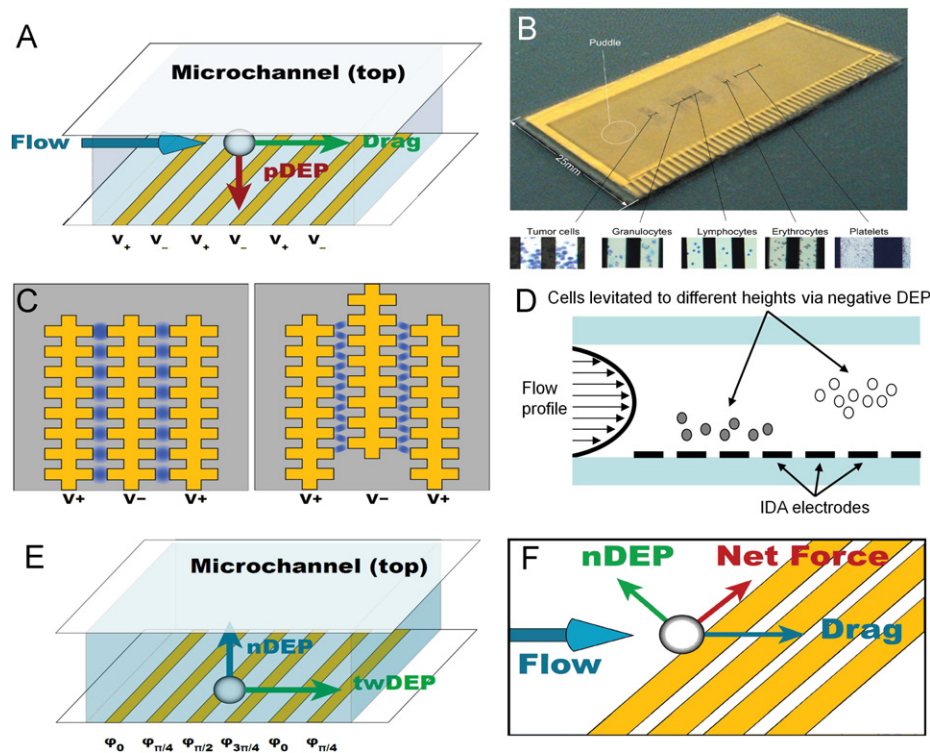 A
Microchannel (top)
Flow
Drag
pDEP
V+ V− V+ V− V+ V−
B
Puddle
25mm
Tumor cells Granulocytes Lymphocytes Erythrocytes Platelets
C
V+ V− V+
V+ V− V+
D
Cells levitated to different heights via negative DEP
Flow
profile
IDA electrodes
E
Microchannel (top)
nDEP
twDEP
φ0 φπ/4 φπ/2 φ3π/4 φ0 φπ/4
F
nDEP Net Force
Drag
Flow